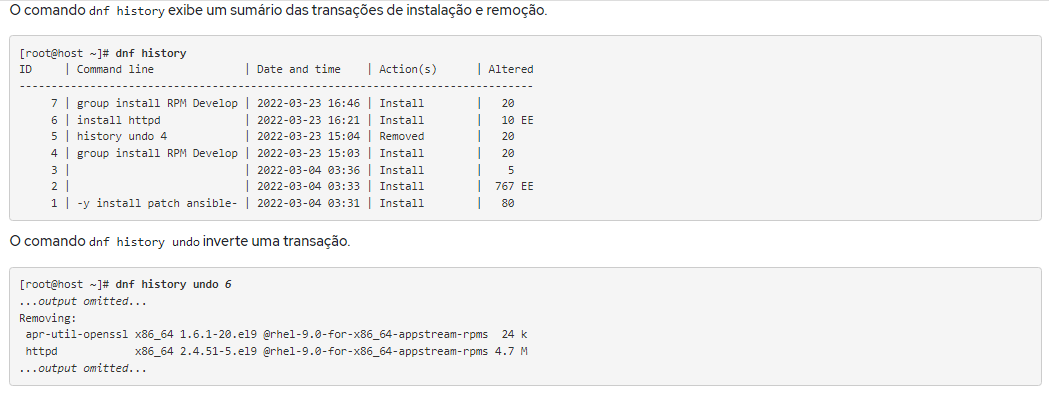 O comando dnf history exibe um sumário das transações de instalação e remoção.
[root@host ~]# dnf history
ID     | Command line             | Date and time    | Action(s)      | Altered
--------------------------------------------------------------------------------
     7 | group install RPM Develop | 2022-03-23 16:46 | Install        |   20
     6 | install httpd            | 2022-03-23 16:21 | Install        |   10 EE
     5 | history undo 4           | 2022-03-23 15:04 | Removed        |   20
     4 | group install RPM Develop | 2022-03-23 15:03 | Install        |   20
     3 |                          | 2022-03-04 03:36 | Install        |    5
     2 |                          | 2022-03-04 03:33 | Install        |  767 EE
     1 | -y install patch ansible- | 2022-03-04 03:31 | Install        |   80
O comando dnf history undo inverte uma transação.
[root@host ~]# dnf history undo 6
...output omitted...
Removing:
 apr-util-openssl x86_64 1.6.1-20.el9 @rhel-9.0-for-x86_64-appstream-rpms  24 k
 httpd            x86_64 2.4.51-5.el9 @rhel-9.0-for-x86_64-appstream-rpms 4.7 M
...output omitted...